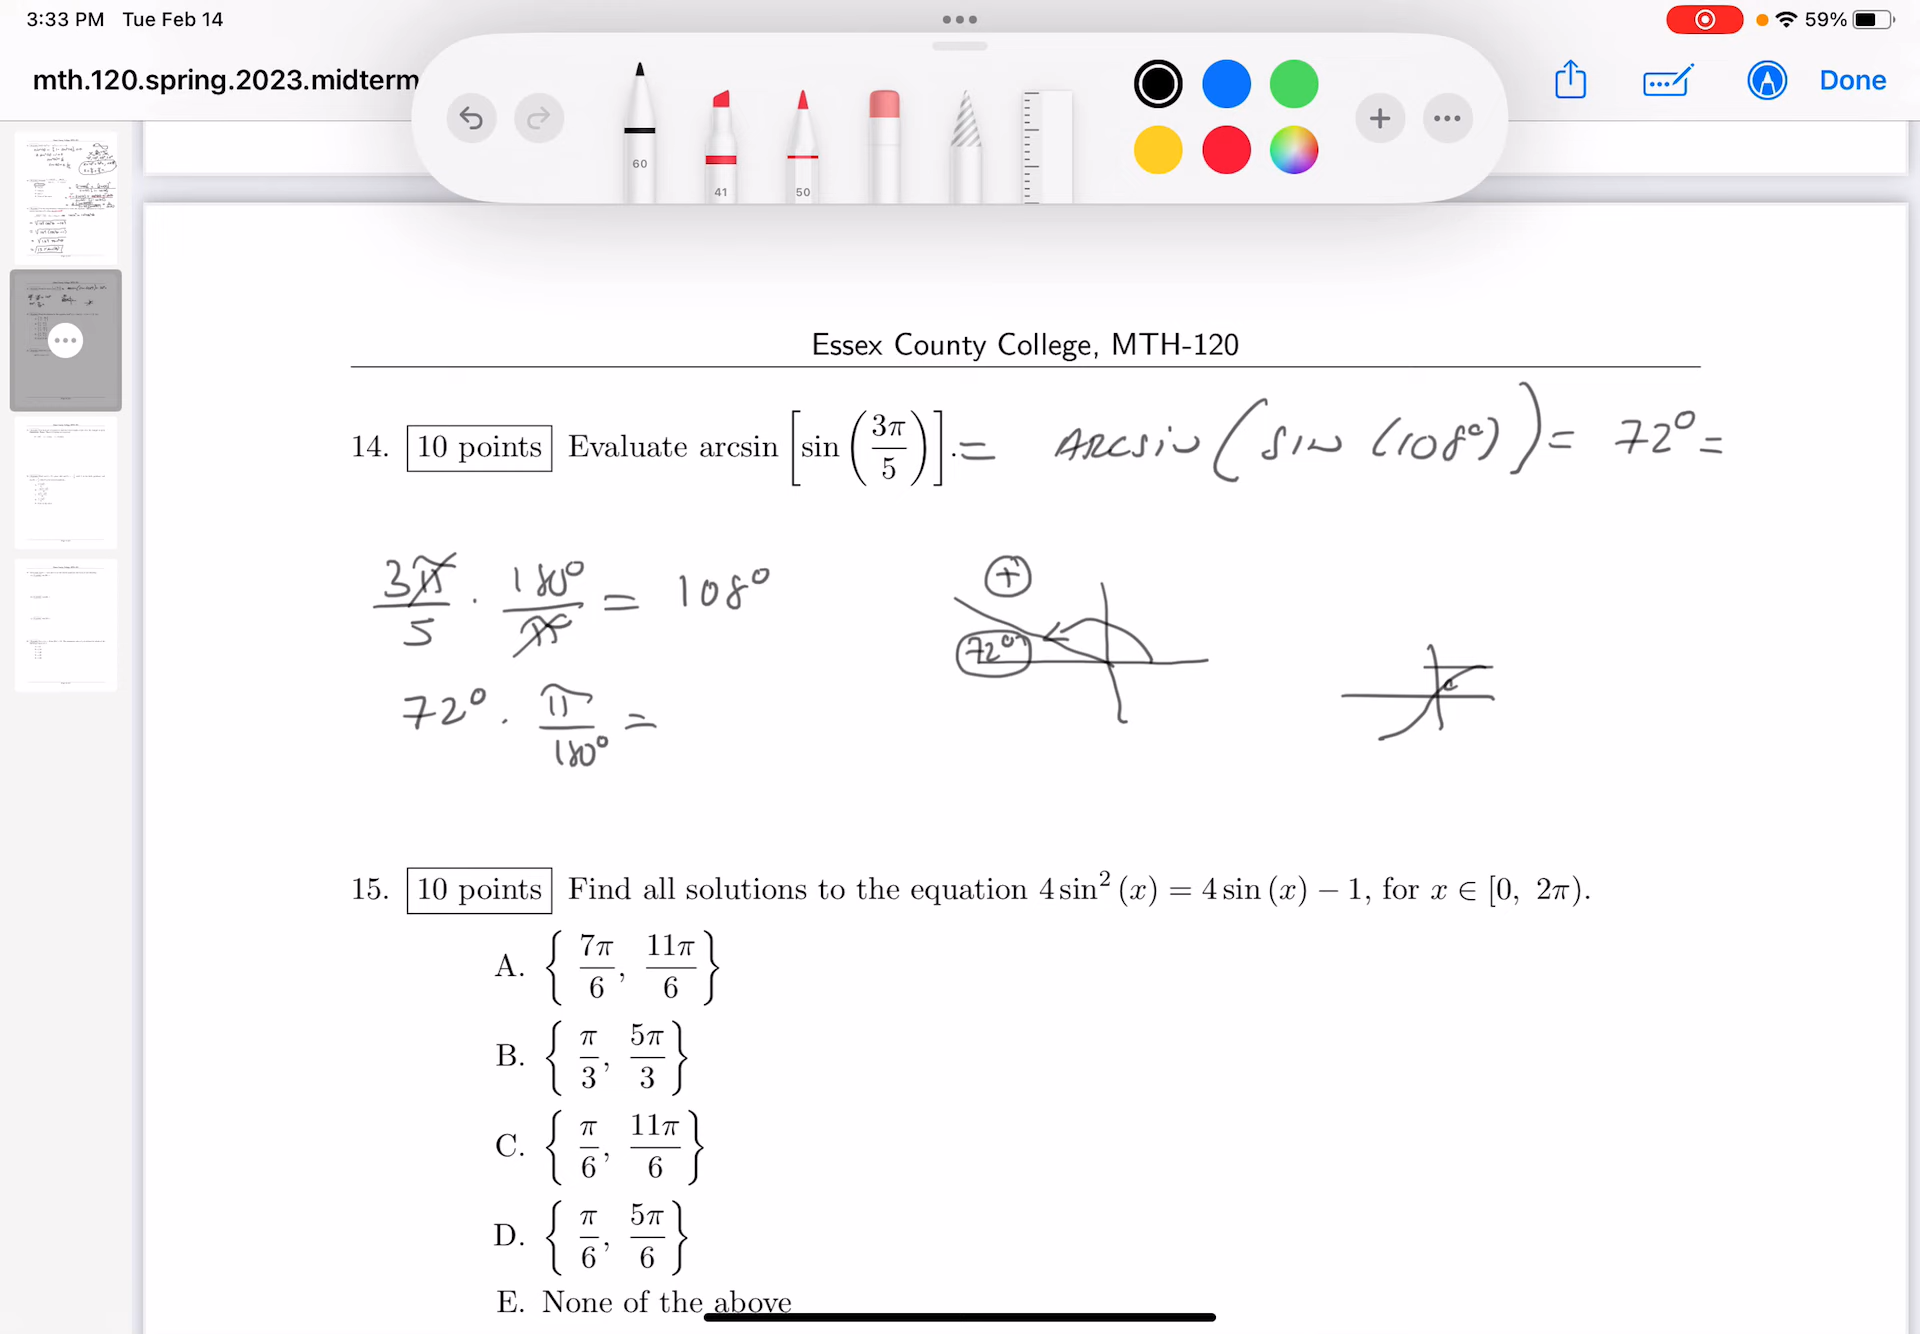 3:33 PM Tue Feb 14
59%
mth.120.spring.2023.midterm
Done
60
41
50
Essex County College, MTH-120
14. 10 points Evaluate arcsin [sin (3π/5)]. = ARCSIN (SIN (108°)) = 72° =
3π/5 · 180°/π = 108°
+
72°
72° · π/180° =
15. 10 points Find all solutions to the equation 4 sin² (x) = 4 sin (x) − 1, for x ∈ [0, 2π).
A. {7π/6, 11π/6}
B. {π/3, 5π/3}
C. {π/6, 11π/6}
D. {π/6, 5π/6}
E. None of the above